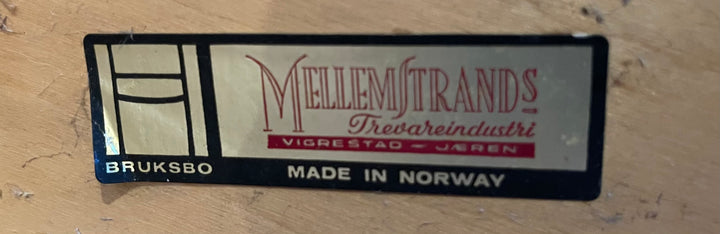 MELLEMSTRANDS
Trevareindustri
VIGRESTAD - JÆREN
BRUKSBO
MADE IN NORWAY